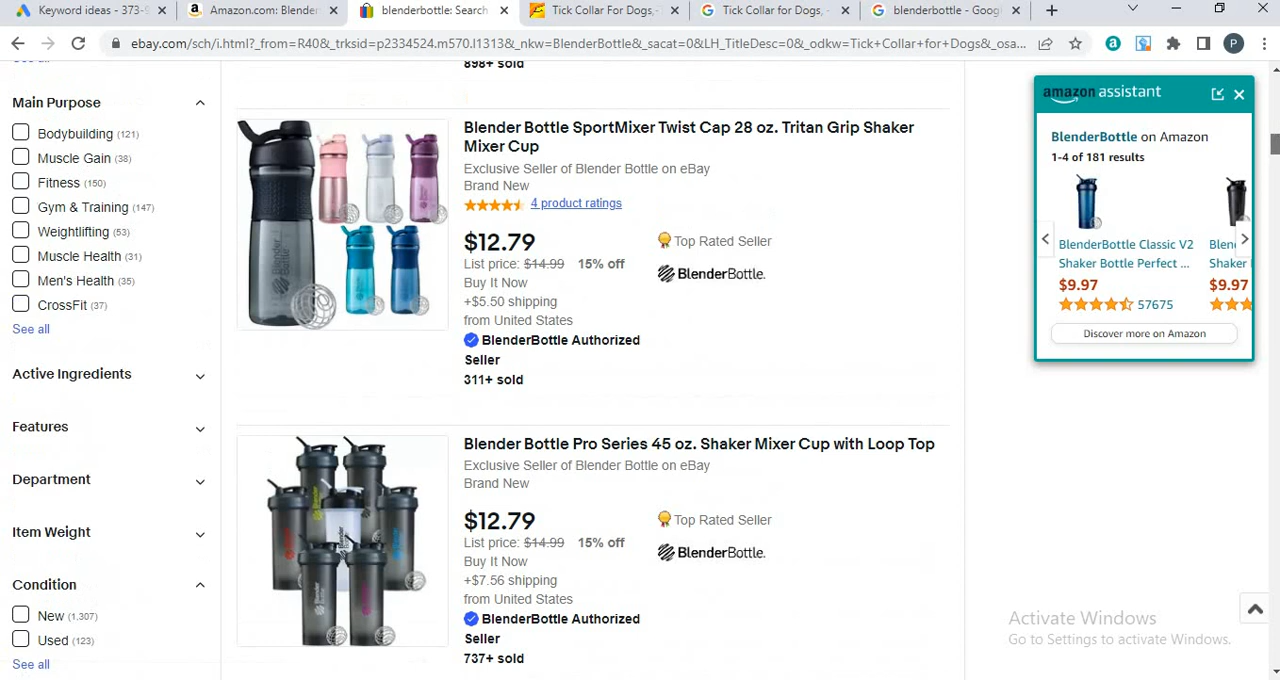 Keyword ideas - 373-9
Amazon.com: Blender
blenderbottle: Search
Tick Collar For Dogs,-
Tick Collar for Dogs, -
blenderbottle - Goog
ebay.com/sch/i.html?_from=R40&_trksid=p2334524.m570.l1313&_nkw=BlenderBottle&_sacat=0&LH_TitleDesc=0&_odkw=Tick+Collar+for+Dogs&_osa...
P
Main Purpose
Bodybuilding (121)
Muscle Gain (38)
Fitness (150)
Gym & Training (147)
Weightlifting (53)
Muscle Health (31)
Men's Health (35)
CrossFit (37)
See all
Active Ingredients
Features
Department
Item Weight
Condition
New (1,307)
Used (123)
See all
898+ sold
Blender Bottle SportMixer Twist Cap 28 oz. Tritan Grip Shaker
Mixer Cup
Exclusive Seller of Blender Bottle on eBay
Brand New
4 product ratings
$12.79
List price: $14.99 15% off
Buy It Now
+$5.50 shipping
from United States
BlenderBottle Authorized
Seller
311+ sold
Top Rated Seller
BlenderBottle.
Blender Bottle Pro Series 45 oz. Shaker Mixer Cup with Loop Top
Exclusive Seller of Blender Bottle on eBay
Brand New
$12.79
List price: $14.99 15% off
Buy It Now
+$7.56 shipping
from United States
BlenderBottle Authorized
Seller
737+ sold
Top Rated Seller
BlenderBottle.
amazon assistant
BlenderBottle on Amazon
1-4 of 181 results
BlenderBottle Classic V2
Shaker Bottle Perfect ...
$9.97
57675
Blen
Shaker
$9.97
Discover more on Amazon
Activate Windows
Go to Settings to activate Windows.